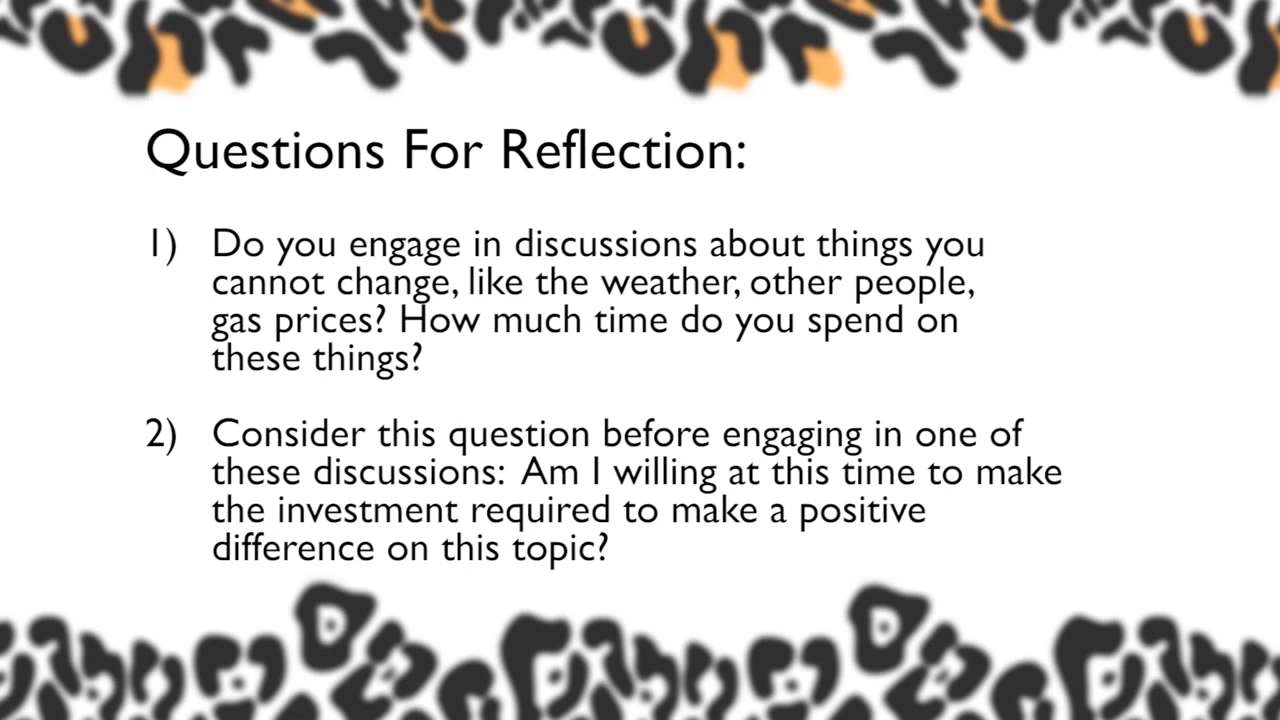 Questions For Reflection:
1) Do you engage in discussions about things you
cannot change, like the weather, other people,
gas prices? How much time do you spend on
these things?
2) Consider this question before engaging in one of
these discussions: Am I willing at this time to make
the investment required to make a positive
difference on this topic?